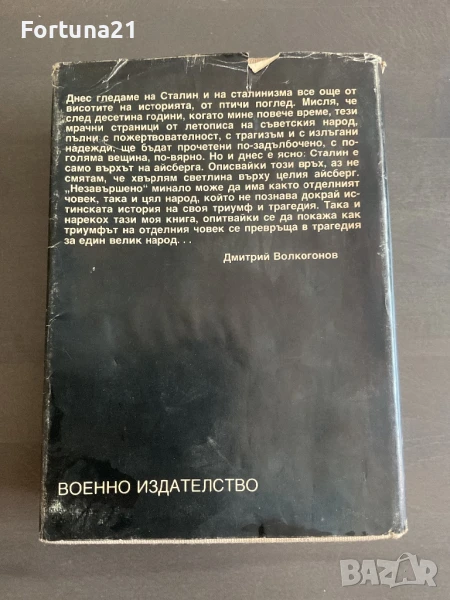 Fortuna21
Днес гледаме на Сталин и на сталинизма все още от
висотите на историята, от птичи поглед. Мисля, че
след десетина години, когато мине повече време, тези
мрачни страници от летописа на съветския народ,
пълни с пожертвователност, с трагизъм и с излъгани
надежди, ще бъдат прочетени по-задълбочено, с по-
голяма вещина, по-вярно. Но и днес е ясно: Сталин е
само върхът на айсберга. Описвайки този връх, аз не
смятам, че хвърлям светлина върху целия айсберг.
„Незавършено“ минало може да има както отделният
човек, така и цял народ, който не познава докрай ис-
тинската история на своя триумф и трагедия. Така и
нарекох тази моя книга, опитвайки се да покажа как
триумфът на отделния човек се превръща в трагедия
за един велик народ. . .
Дмитрий Волкогонов
ВОЕННО ИЗДАТЕЛСТВО
BAZAR